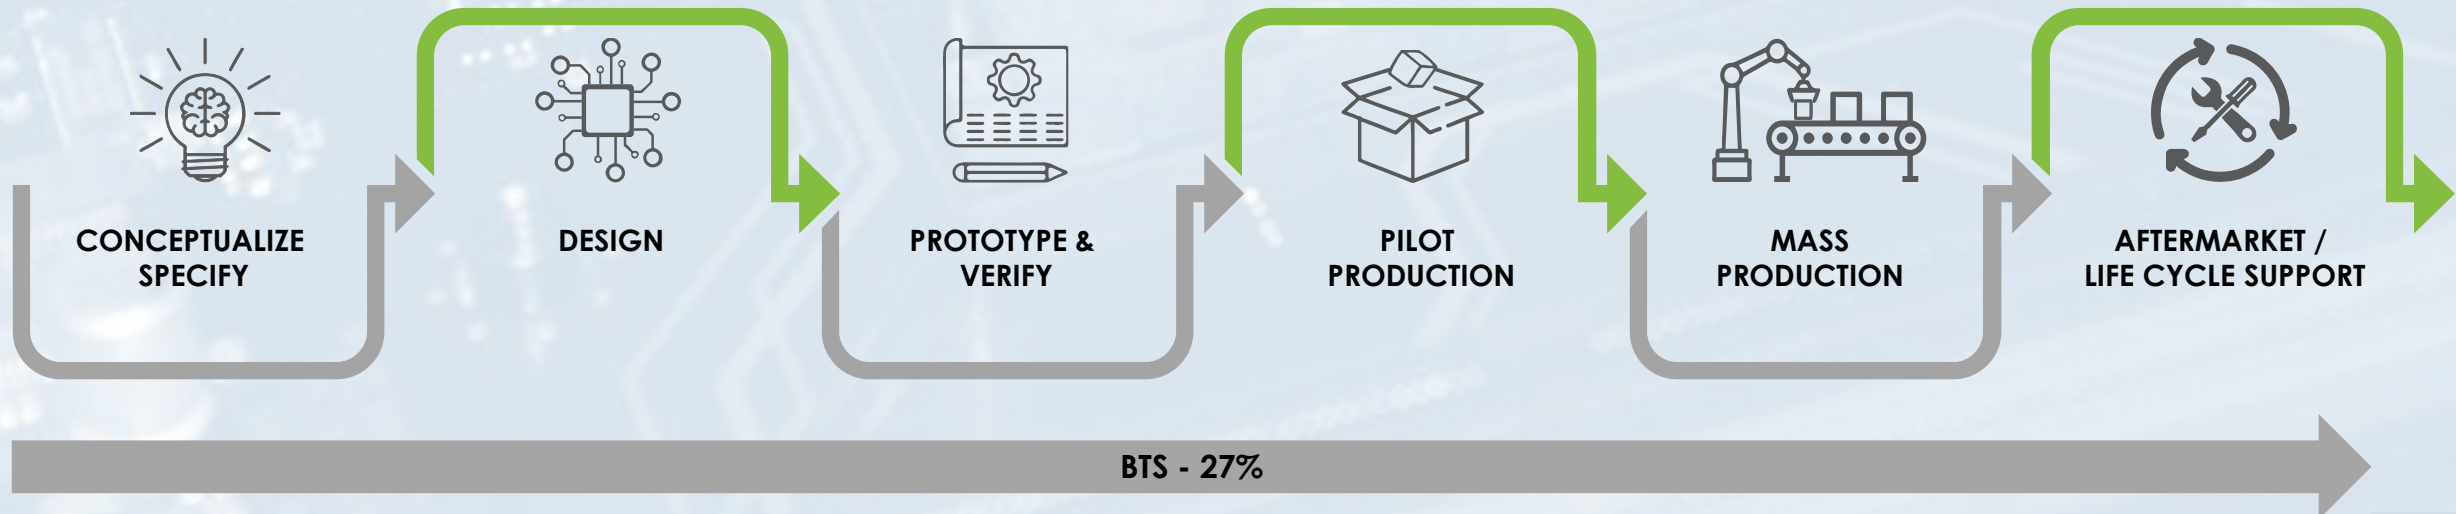 CONCEPTUALIZE
SPECIFY
DESIGN
PROTOTYPE &
VERIFY
PILOT
PRODUCTION
MASS
PRODUCTION
AFTERMARKET /
LIFE CYCLE SUPPORT
BTS - 27%